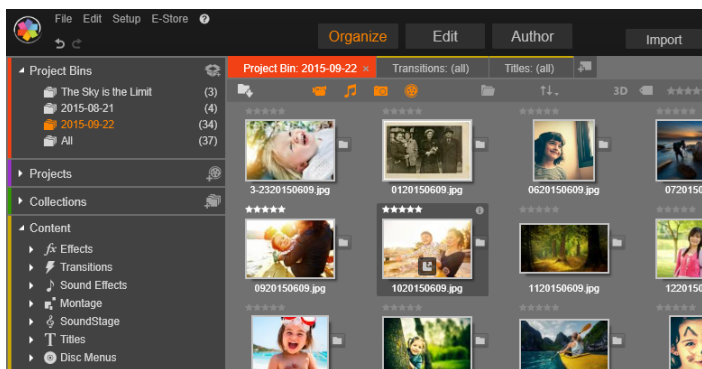 File Edit Setup E-Store ?
Organize Edit Author Import
Project Bins
The Sky is the Limit (3)
2015-08-21 (4)
2015-09-22 (34)
All (37)
Projects
Collections
Content
fx Effects
Transitions
Sound Effects
Montage
SoundStage
T Titles
Disc Menus
Project Bin: 2015-09-22 × Transitions: (all) Titles: (all)
3D
3-2320150609.jpg 0120150609.jpg 0620150609.jpg 0720150
0920150609.jpg 1020150609.jpg 1120150609.jpg 1220150